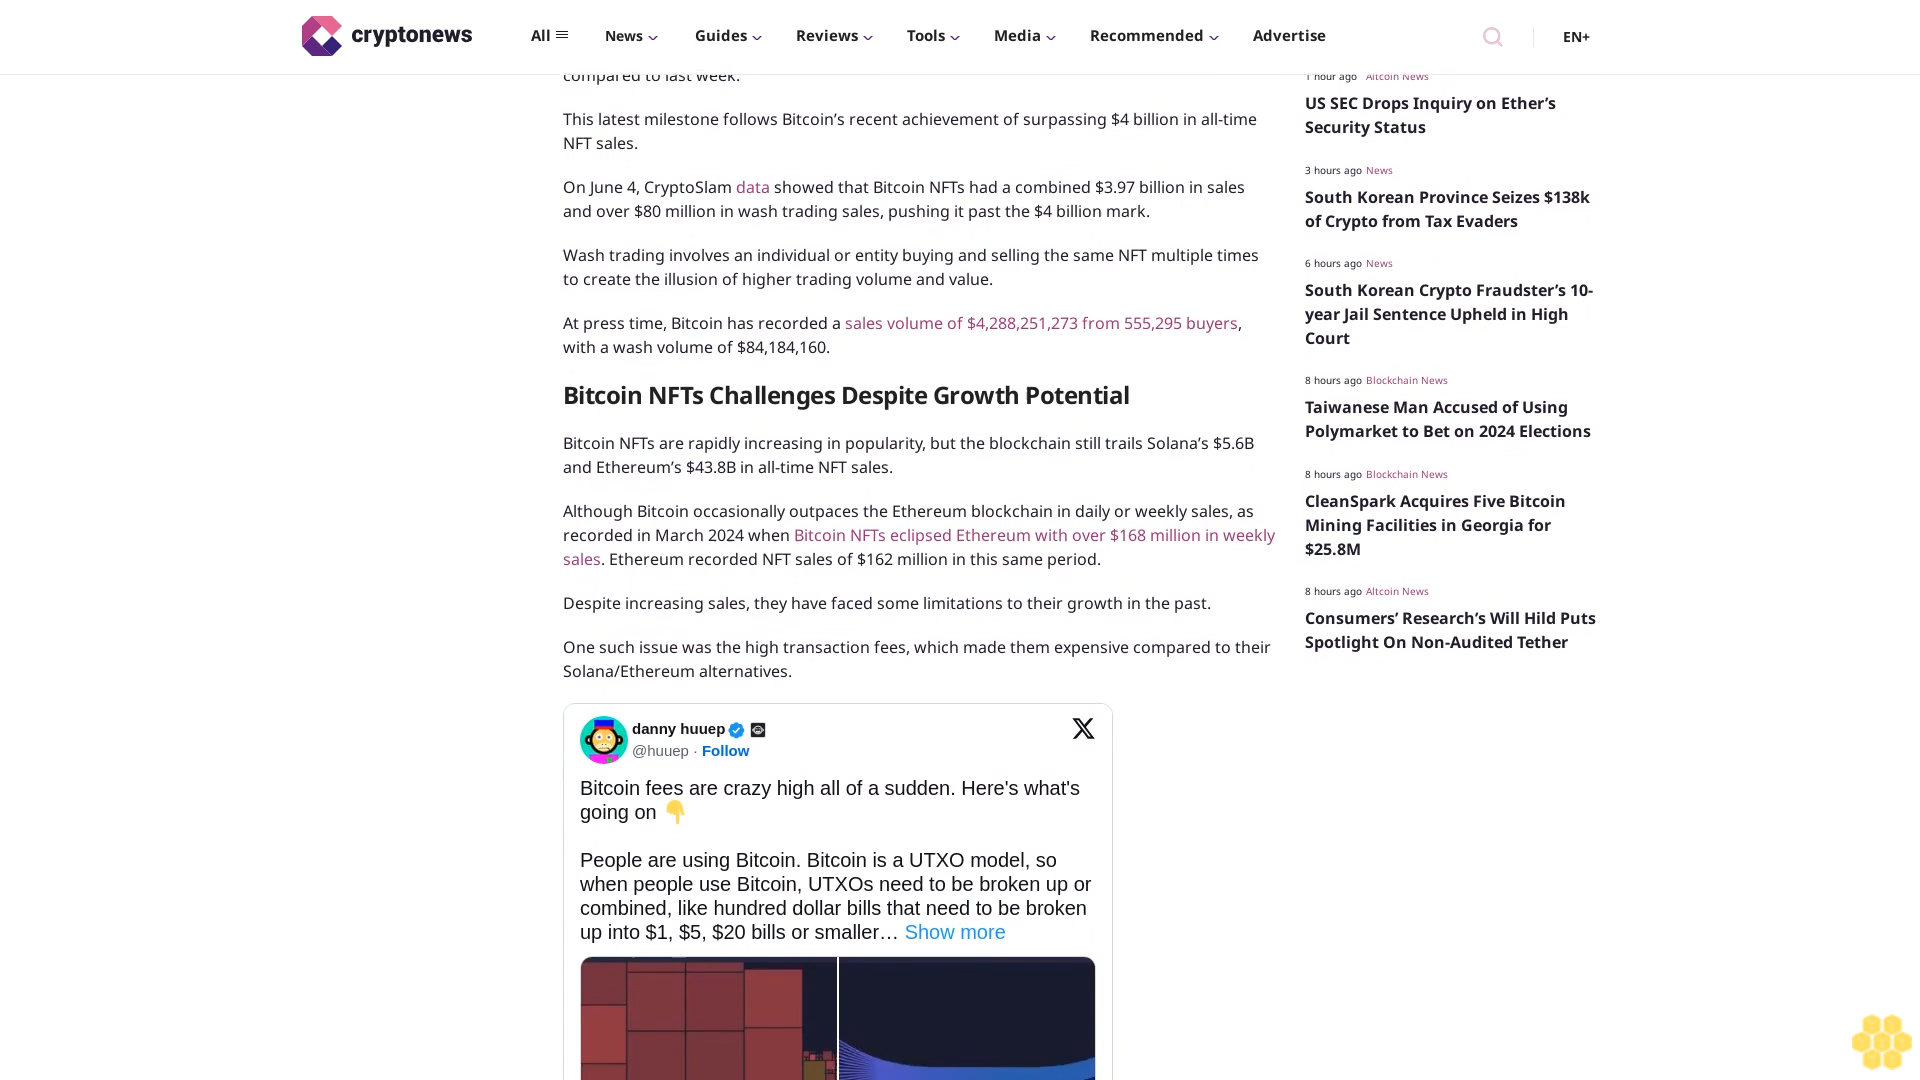 cryptonews
All
News
Guides
Reviews
Tools
Media
Recommended
Advertise
EN+
compared to last week.
This latest milestone follows Bitcoin’s recent achievement of surpassing $4 billion in all-time
NFT sales.
On June 4, CryptoSlam data showed that Bitcoin NFTs had a combined $3.97 billion in sales
and over $80 million in wash trading sales, pushing it past the $4 billion mark.
Wash trading involves an individual or entity buying and selling the same NFT multiple times
to create the illusion of higher trading volume and value.
At press time, Bitcoin has recorded a sales volume of $4,288,251,273 from 555,295 buyers,
with a wash volume of $84,184,160.
Bitcoin NFTs Challenges Despite Growth Potential
Bitcoin NFTs are rapidly increasing in popularity, but the blockchain still trails Solana’s $5.6B
and Ethereum’s $43.8B in all-time NFT sales.
Although Bitcoin occasionally outpaces the Ethereum blockchain in daily or weekly sales, as
recorded in March 2024 when Bitcoin NFTs eclipsed Ethereum with over $168 million in weekly
sales. Ethereum recorded NFT sales of $162 million in this same period.
Despite increasing sales, they have faced some limitations to their growth in the past.
One such issue was the high transaction fees, which made them expensive compared to their
Solana/Ethereum alternatives.
danny huuep
@huuep · Follow
Bitcoin fees are crazy high all of a sudden. Here's what's
going on 👇
People are using Bitcoin. Bitcoin is a UTXO model, so
when people use Bitcoin, UTXOs need to be broken up or
combined, like hundred dollar bills that need to be broken
up into $1, $5, $20 bills or smaller… Show more
1 hour ago Altcoin News
US SEC Drops Inquiry on Ether’s
Security Status
3 hours ago News
South Korean Province Seizes $138k
of Crypto from Tax Evaders
6 hours ago News
South Korean Crypto Fraudster’s 10-
year Jail Sentence Upheld in High
Court
8 hours ago Blockchain News
Taiwanese Man Accused of Using
Polymarket to Bet on 2024 Elections
8 hours ago Blockchain News
CleanSpark Acquires Five Bitcoin
Mining Facilities in Georgia for
$25.8M
8 hours ago Altcoin News
Consumers’ Research’s Will Hild Puts
Spotlight On Non-Audited Tether